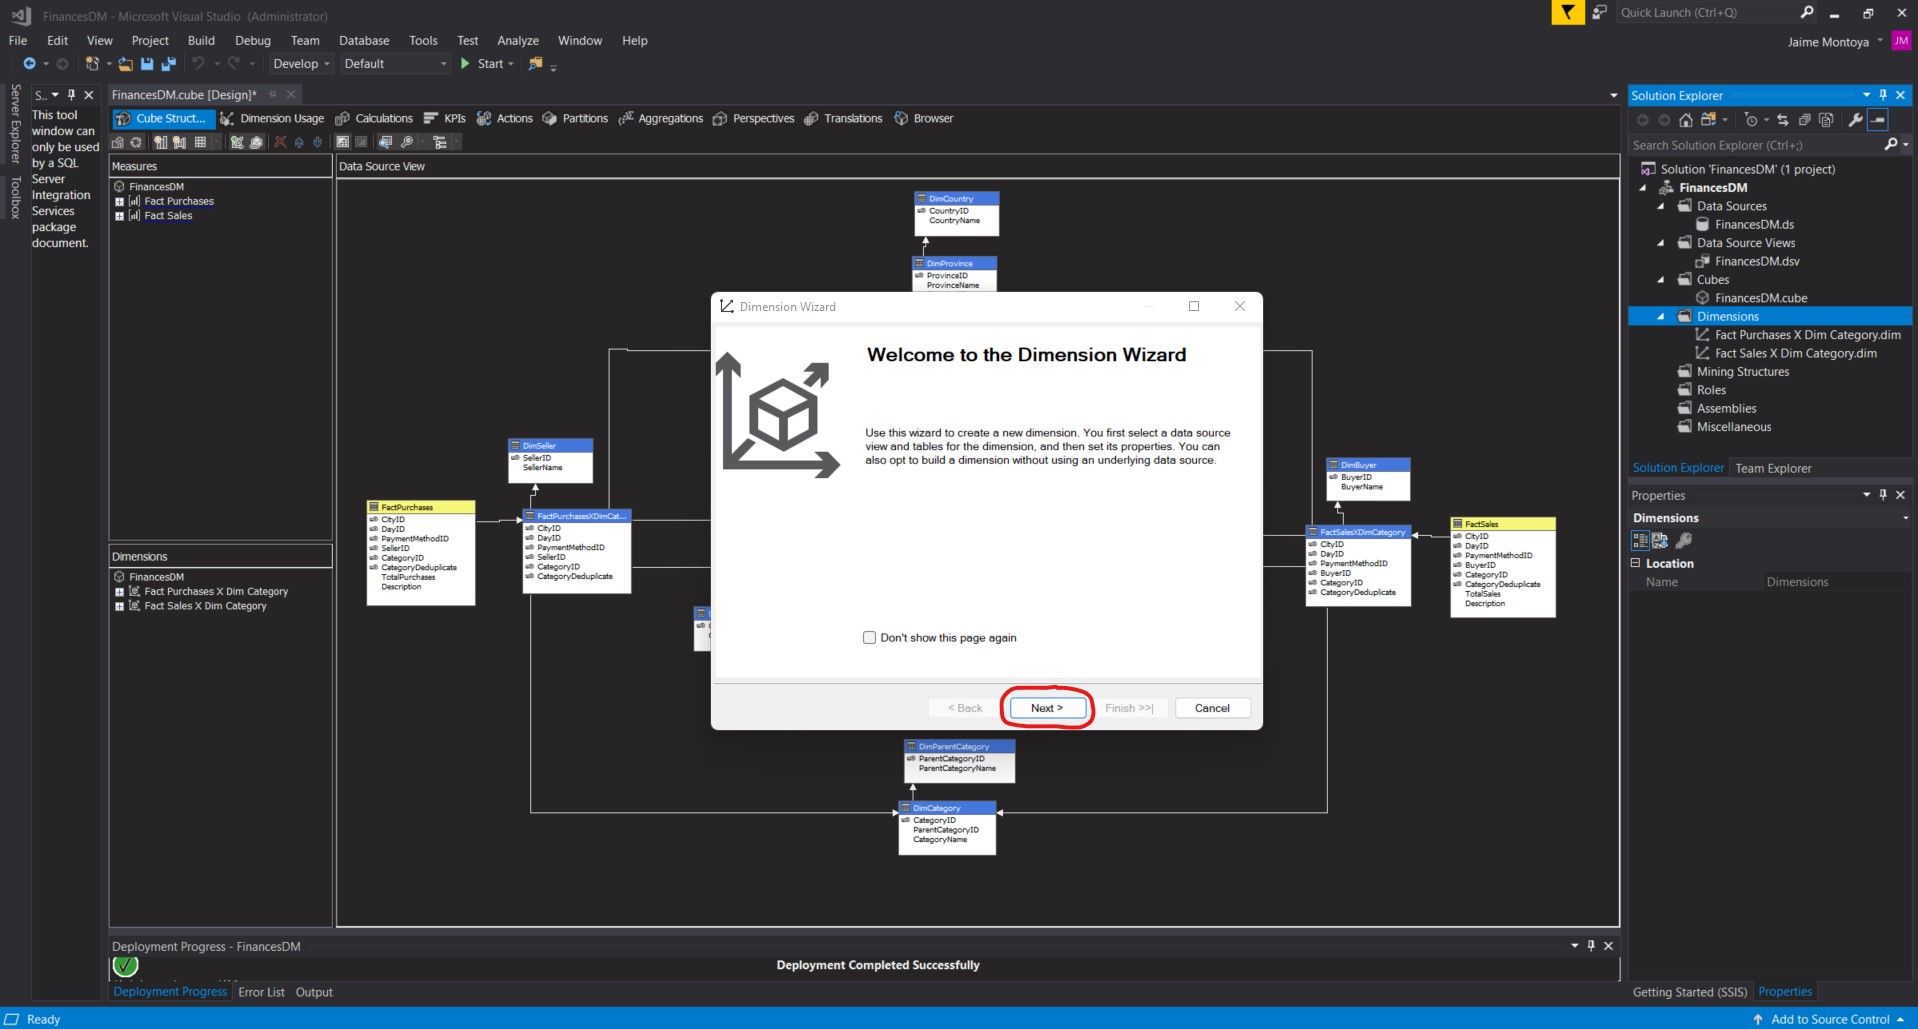 FinancesDM - Microsoft Visual Studio (Administrator)
Quick Launch (Ctrl+Q)
File Edit View Project Build Debug Team Database Tools Test Analyze Window Help
Jaime Montoya JM
Develop Default Start
Server Explorer
Toolbox
S..
This tool
window can
only be used
by a SQL
Server
Integration
Services
package
document.
FinancesDM.cube [Design]*
Cube Struct... Dimension Usage Calculations KPIs Actions Partitions Aggregations Perspectives Translations Browser
Measures
FinancesDM
Fact Purchases
Fact Sales
Dimensions
FinancesDM
Fact Purchases X Dim Category
Fact Sales X Dim Category
Data Source View
DimCountry
CountryID
CountryName
DimProvince
ProvinceID
ProvinceName
DimSeller
SellerID
SellerName
FactPurchases
CityID
DayID
PaymentMethodID
SellerID
CategoryID
CategoryDeduplicate
TotalPurchases
Description
FactPurchasesXDimCat...
CityID
DayID
PaymentMethodID
SellerID
CategoryID
CategoryDeduplicate
Dimension Wizard
Welcome to the Dimension Wizard
Use this wizard to create a new dimension. You first select a data source
view and tables for the dimension, and then set its properties. You can
also opt to build a dimension without using an underlying data source.
Don't show this page again
< Back Next > Finish >>| Cancel
DimBuyer
BuyerID
BuyerName
FactSalesXDimCategory
CityID
DayID
PaymentMethodID
BuyerID
CategoryID
CategoryDeduplicate
FactSales
CityID
DayID
PaymentMethodID
BuyerID
CategoryID
CategoryDeduplicate
TotalSales
Description
DimParentCategory
ParentCategoryID
ParentCategoryName
DimCategory
CategoryID
ParentCategoryID
CategoryName
Deployment Progress - FinancesDM
Deployment Completed Successfully
Deployment Progress Error List Output
Solution Explorer
Search Solution Explorer (Ctrl+;)
Solution 'FinancesDM' (1 project)
FinancesDM
Data Sources
FinancesDM.ds
Data Source Views
FinancesDM.dsv
Cubes
FinancesDM.cube
Dimensions
Fact Purchases X Dim Category.dim
Fact Sales X Dim Category.dim
Mining Structures
Roles
Assemblies
Miscellaneous
Solution Explorer Team Explorer
Properties
Dimensions
Location
Name Dimensions
Getting Started (SSIS) Properties
Ready
Add to Source Control